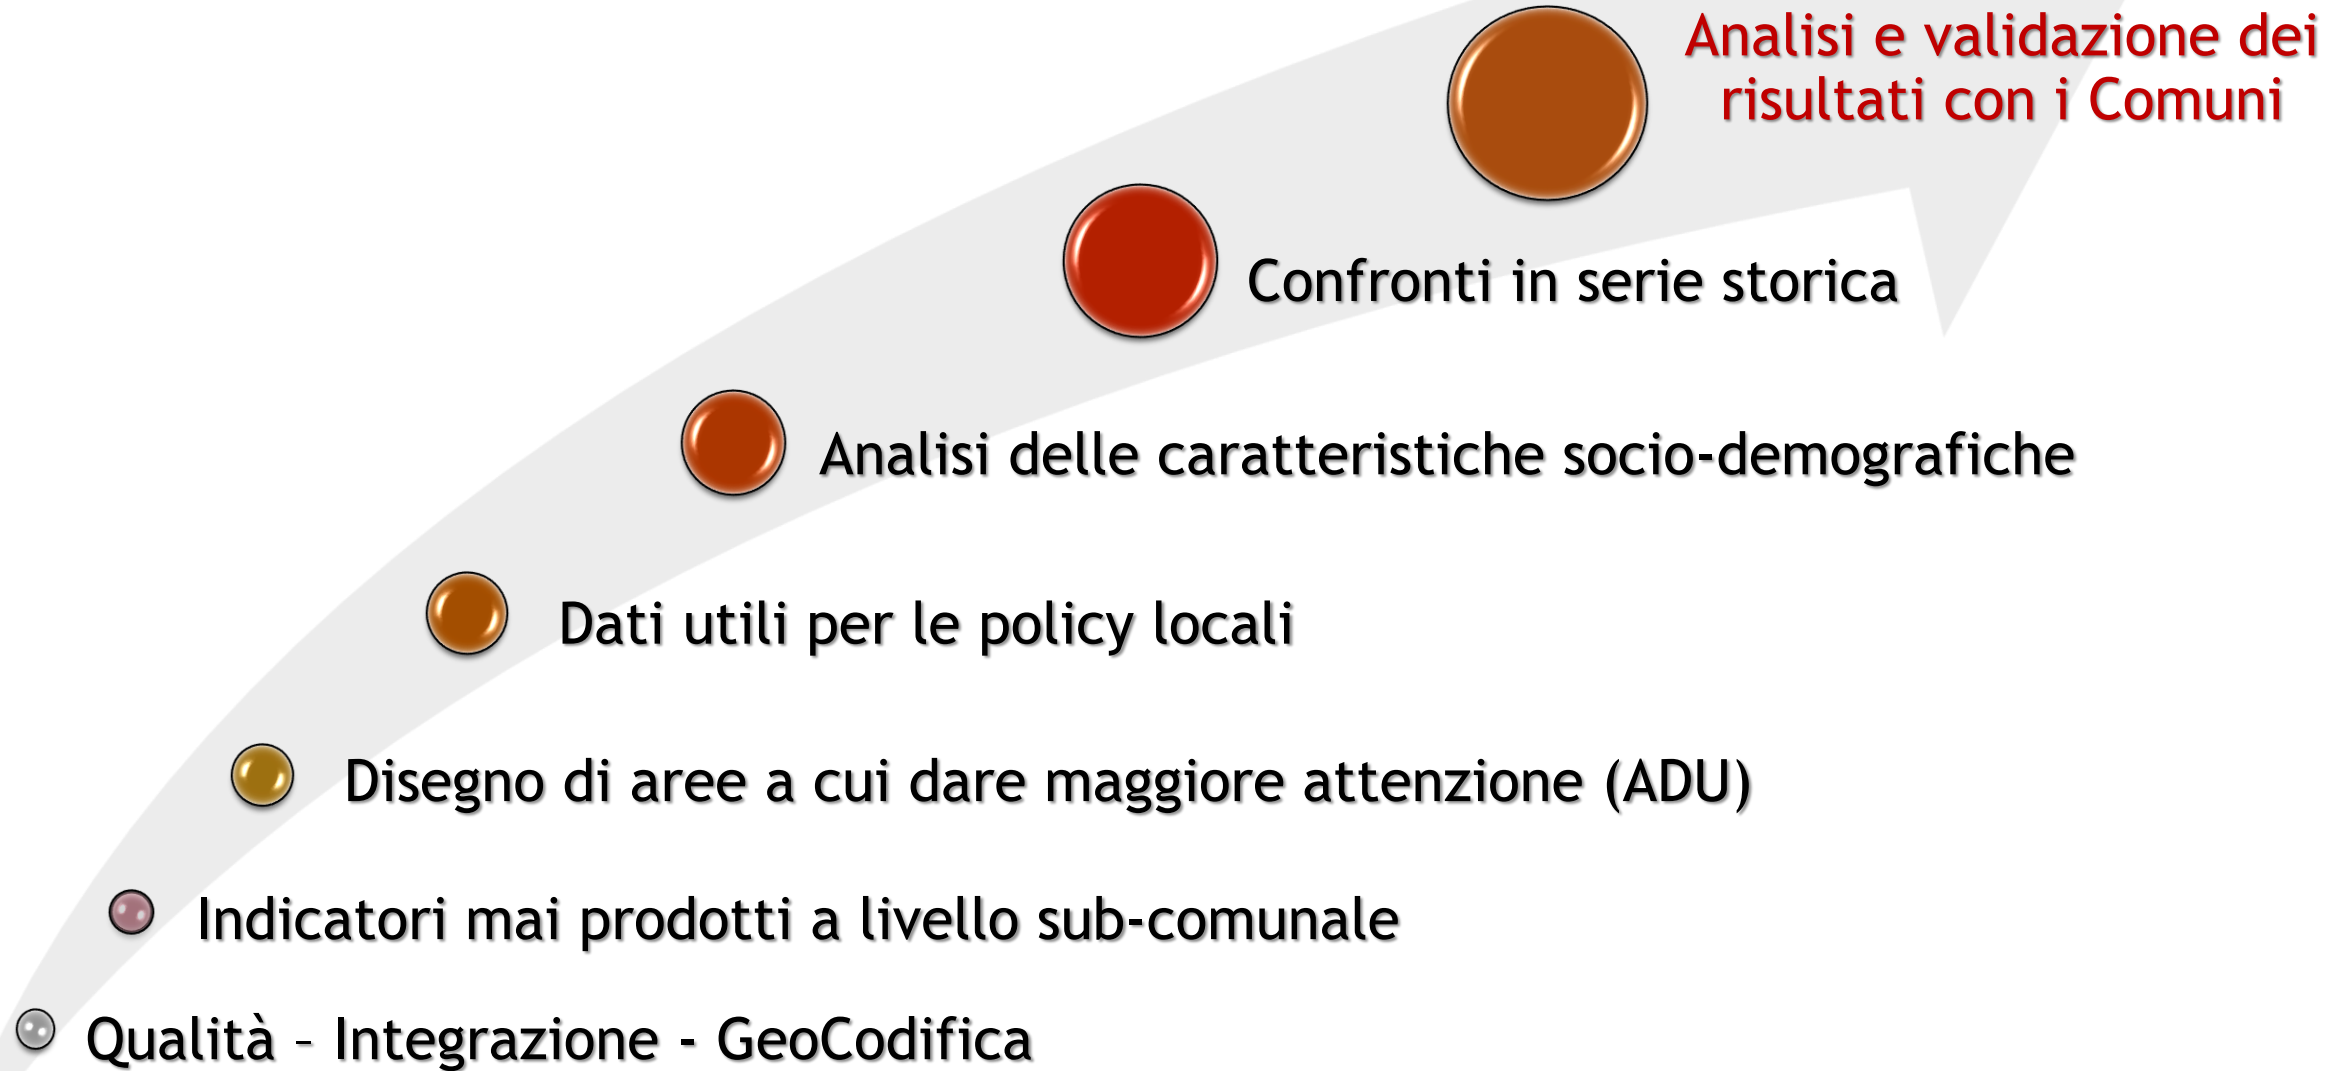 Analisi e validazione dei
risultati con i Comuni
Confronti in serie storica
Analisi delle caratteristiche socio-demografiche
Dati utili per le policy locali
Disegno di aree a cui dare maggiore attenzione (ADU)
Indicatori mai prodotti a livello sub-comunale
Qualità – Integrazione - GeoCodifica